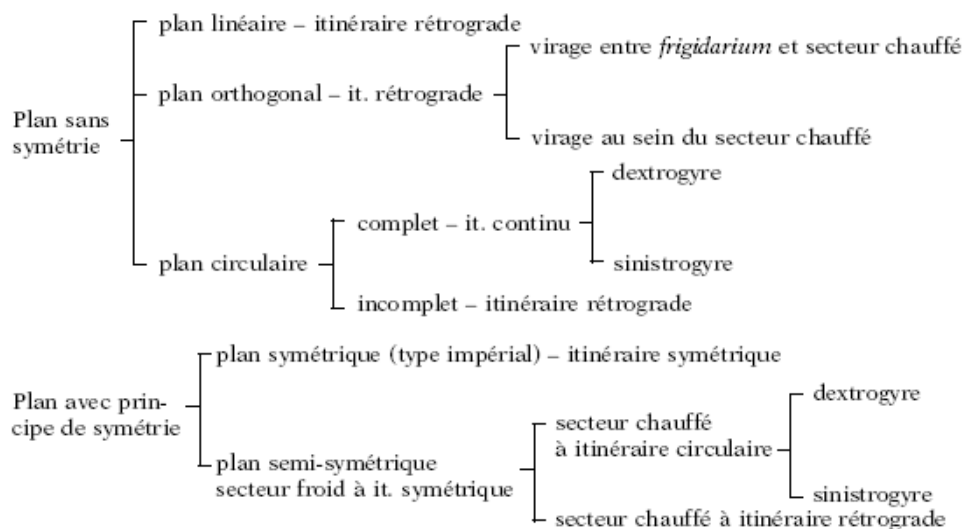 plan linéaire – itinéraire rétrograde
virage entre frigidarium et secteur chauffé
plan orthogonal – it. rétrograde
Plan sans
symétrie
virage au sein du secteur chauffé
dextrogyre
complet – it. continu
plan circulaire
sinistrogyre
incomplet – itinéraire rétrograde
plan symétrique (type impérial) – itinéraire symétrique
Plan avec prin-
cipe de symétrie
dextrogyre
secteur chauffé
à itinéraire circulaire
plan semi-symétrique
secteur froid à it. symétrique
sinistrogyre
secteur chauffé à itinéraire rétrograde